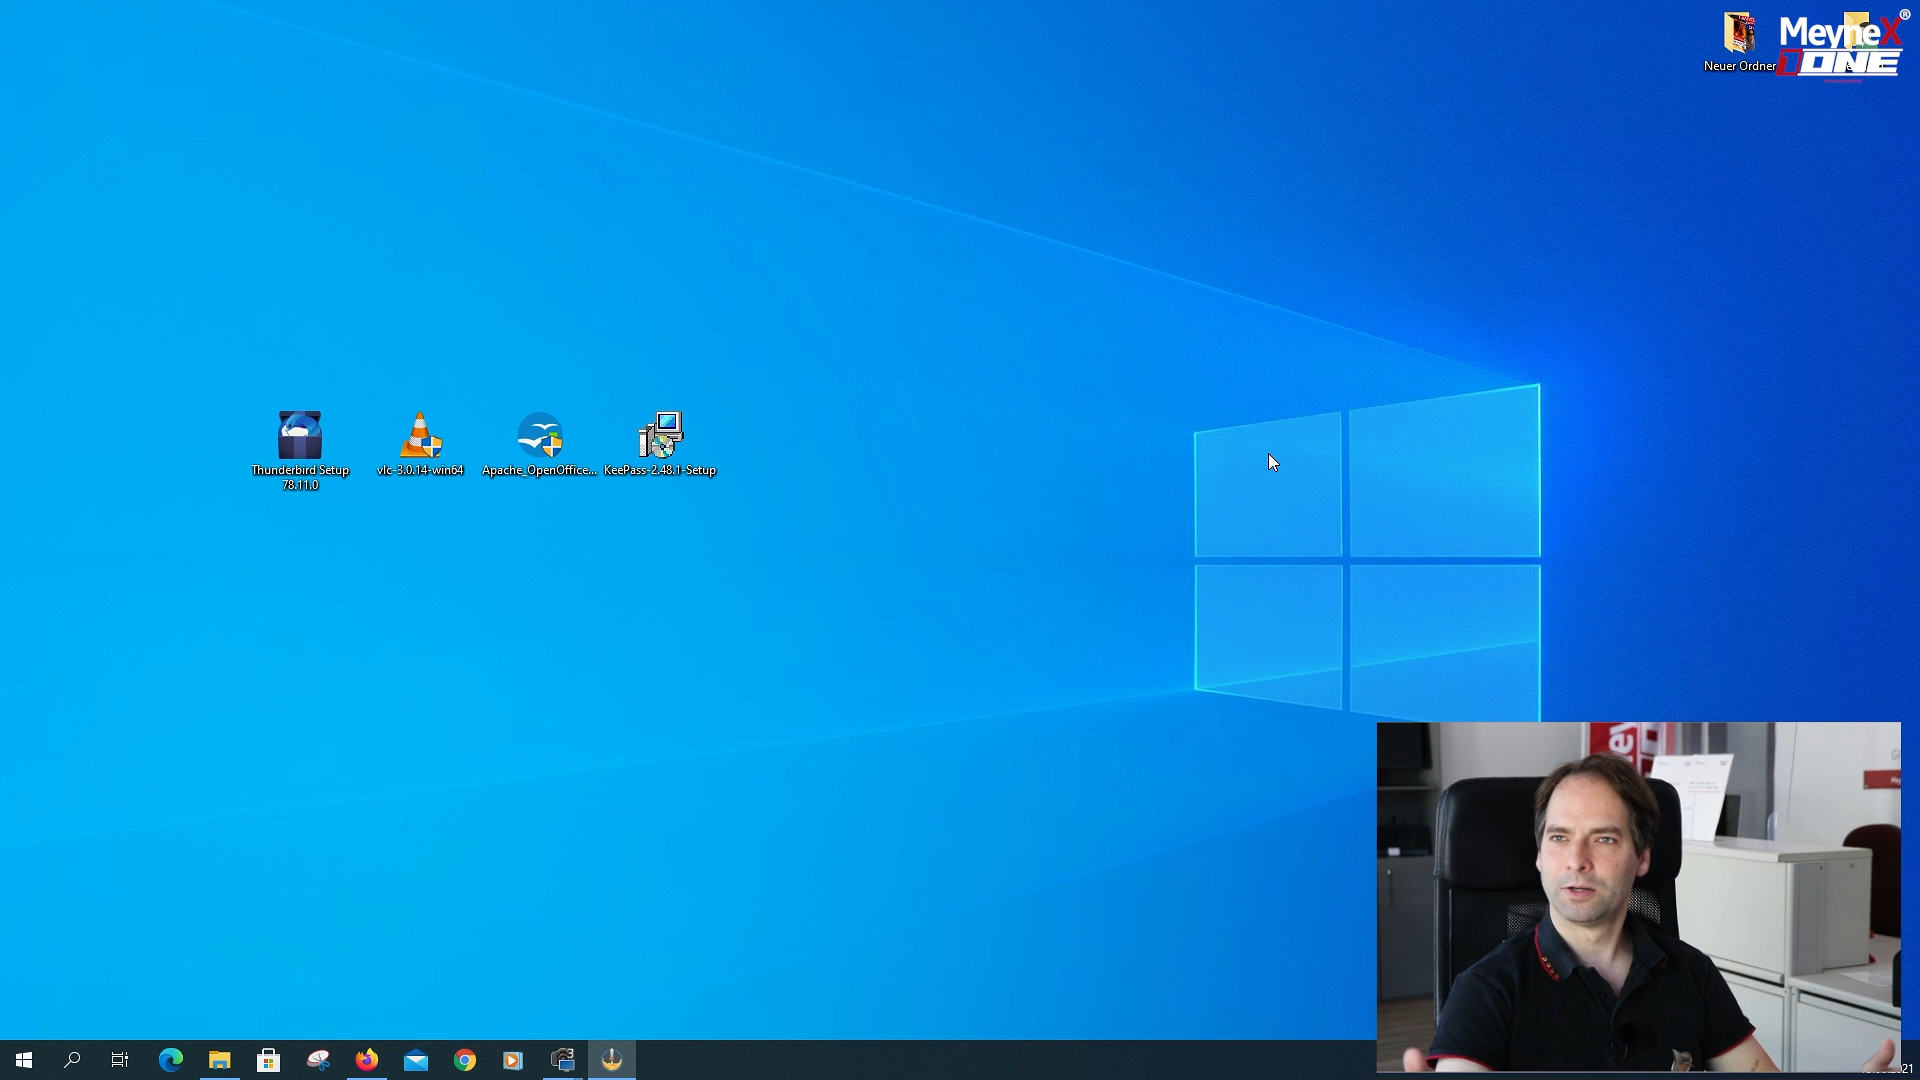 MeyneX®
1ONE
Neuer Ordner
Thunderbird Setup
78.11.0
vlc-3.0.14-win64
Apache_OpenOffice...
KeePass-2.48.1-Setup